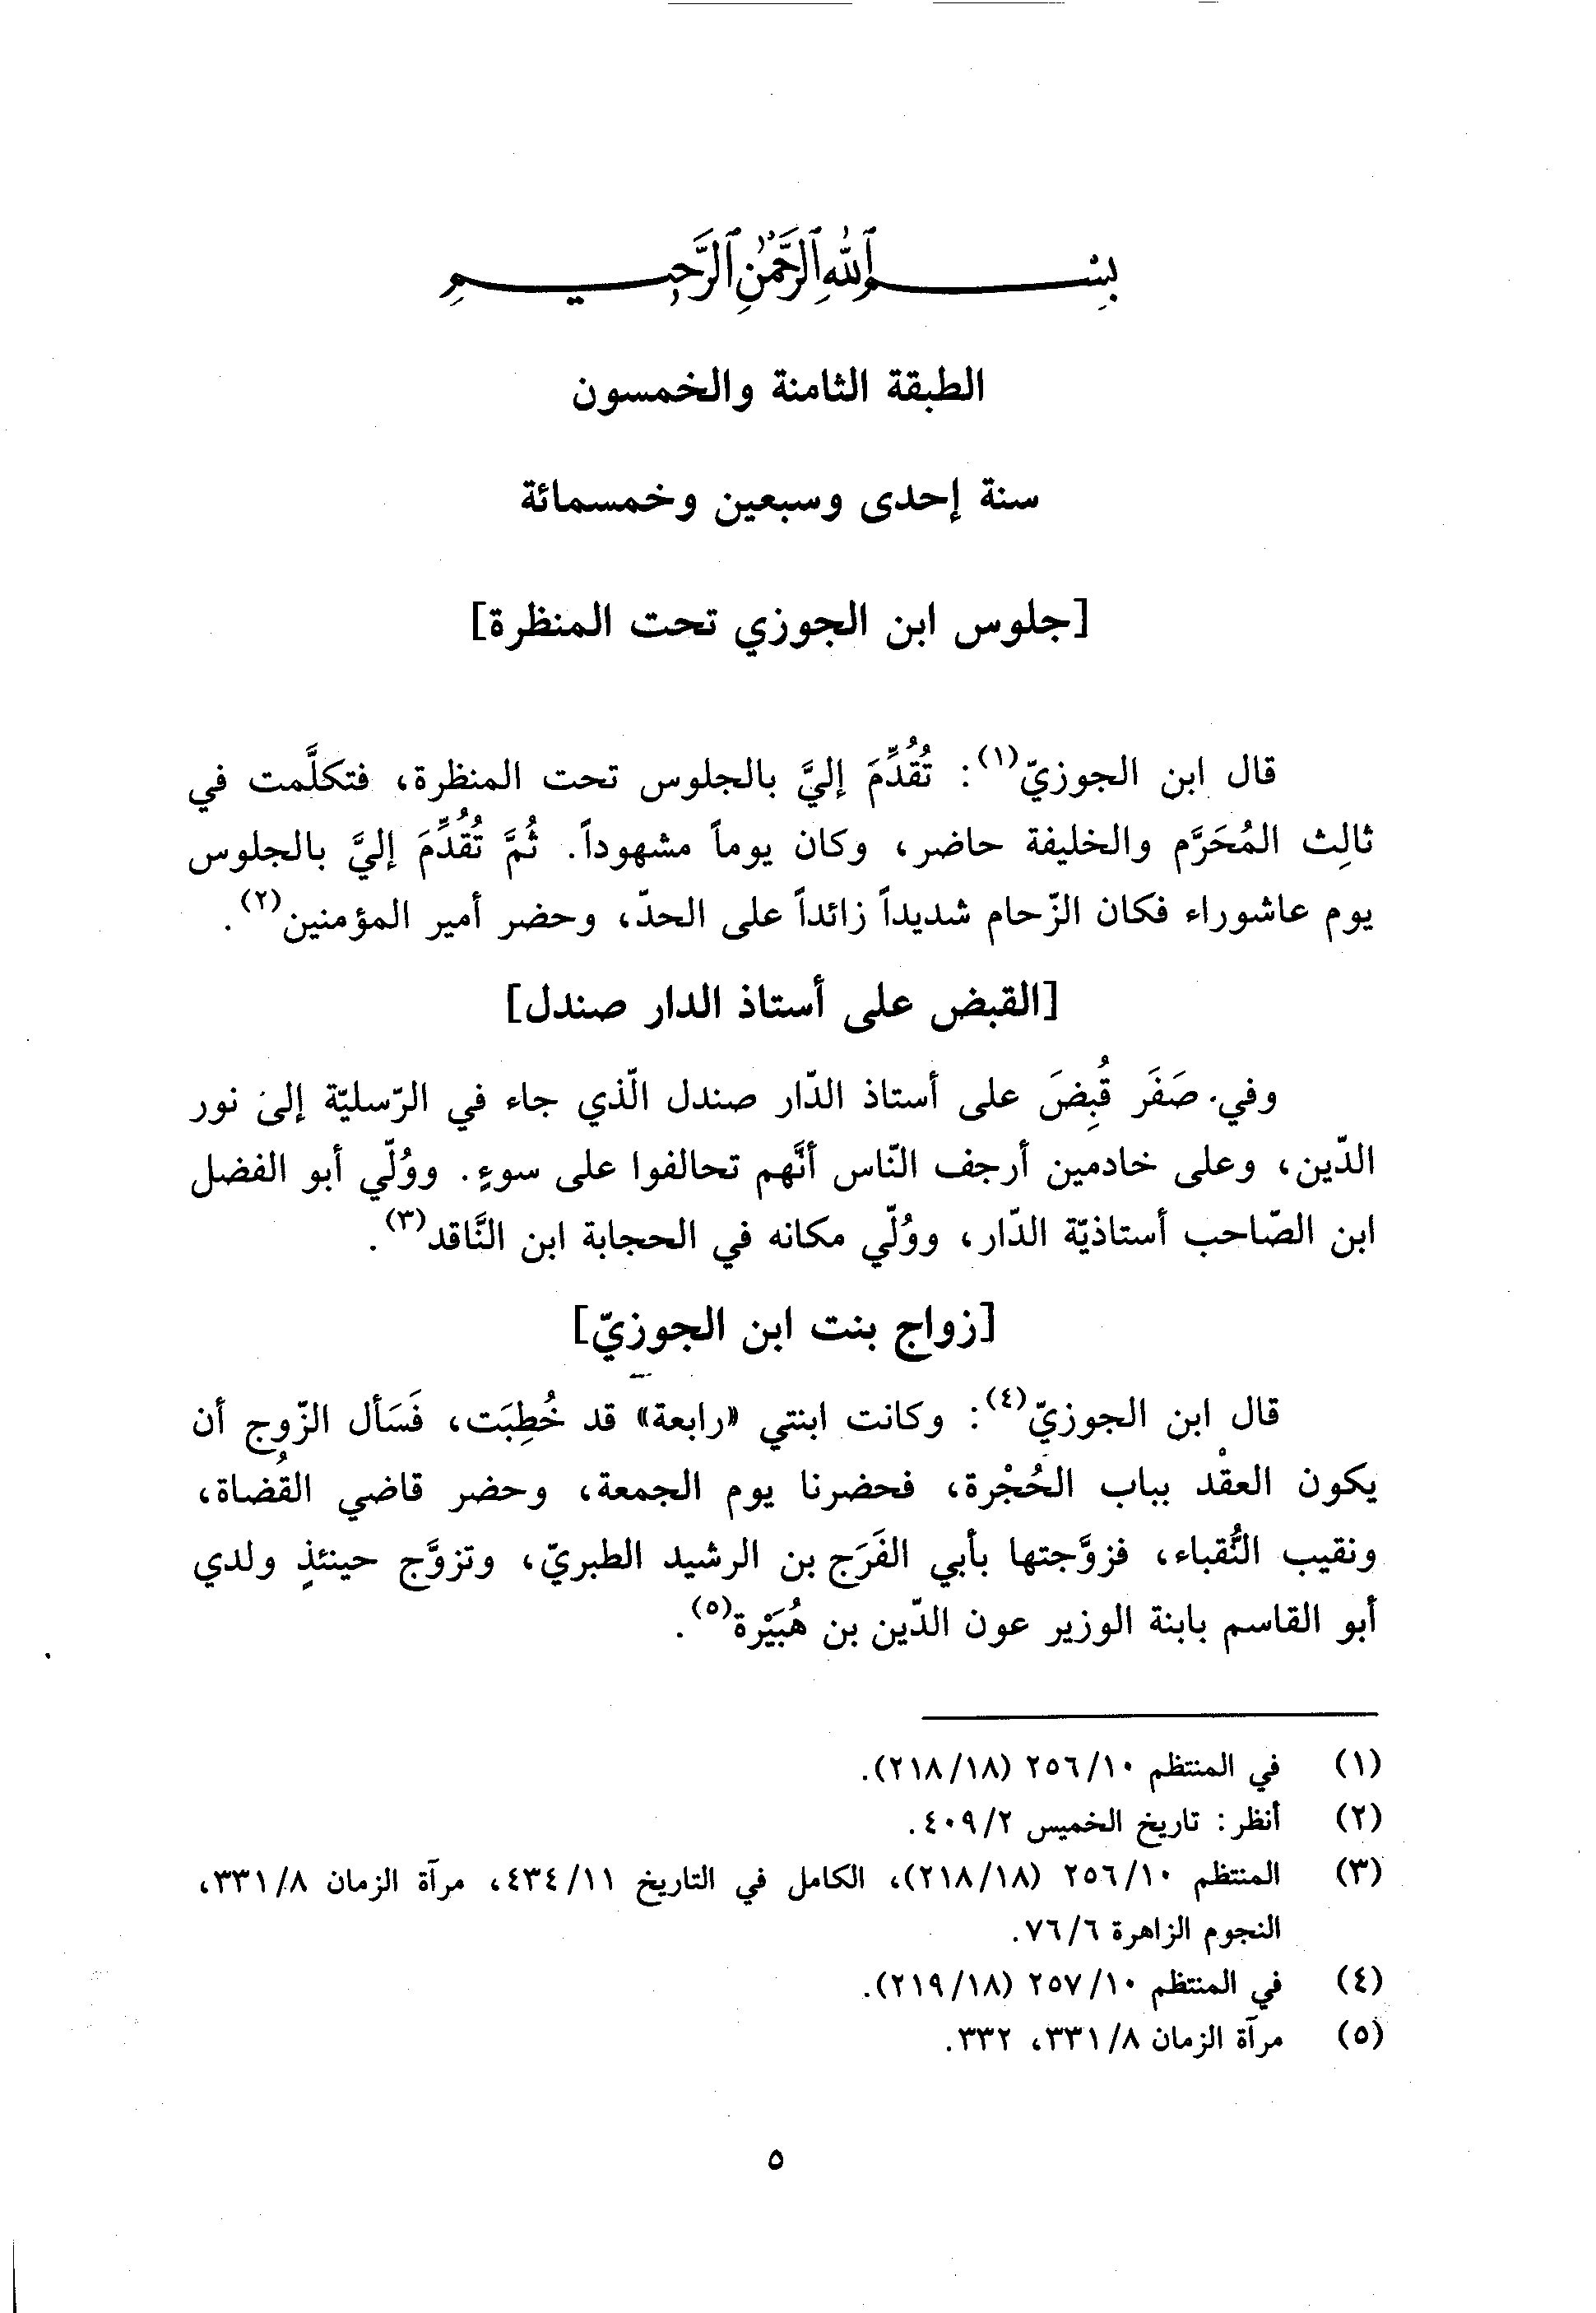 بسم الله الرحمن الرحيم
الطبقة الثامنة والخمسون
سنة إحدى وسبعين وخمسمائة
[جلوس ابن الجوزي تحت المنظرة]
قال ابن الجوزيّ(١): تُقُدِّمَ إليَّ بالجلوس تحت المنظرة، فتكلَّمت في
ثالِث المُحَرَّم والخليفة حاضر، وكان يوماً مشهوداً. ثُمَّ تُقُدِّمَ إليَّ بالجلوس
يوم عاشوراء فكان الزّحام شديداً زائداً على الحدّ، وحضر أمير المؤمنين(٢).
[القبض على أستاذ الدار صندل]
وفي صَفَر قُبِضَ على أستاذ الدّار صندل الّذي جاء في الرّسليّة إلى نور
الدّين، وعلى خادمين أرجف النّاس أنَّهم تحالفوا على سوءٍ. ووُلّي أبو الفضل
ابن الصّاحب أستاذيّة الدّار، ووُلّي مكانه في الحجابة ابن النَّاقد(٣).
[زواج بنت ابن الجوزيّ]
قال ابن الجوزيّ(٤): وكانت ابنتي «رابعة» قد خُطِبَت، فَسَأل الزّوج أن
يكون العقْد بباب الحُجْرة، فحضرنا يوم الجمعة، وحضر قاضي القُضاة،
ونقيب النُّقباء، فزوَّجتها بأبي الفَرَج بن الرشيد الطبريّ، وتزوَّج حينئذٍ ولدي
أبو القاسم بابنة الوزير عون الدّين بن هُبَيْرة(٥).
(١) في المنتظم ٢٥٦/١٠ (٢١٨/١٨).
(٢) أنظر: تاريخ الخميس ٤٠٩/٢.
(٣) المنتظم ٢٥٦/١٠ (٢١٨/١٨)، الكامل في التاريخ ٤٣٤/١١، مرآة الزمان ٣٣١/٨،
النجوم الزاهرة ٧٦/٦.
(٤) في المنتظم ٢٥٧/١٠ (٢١٩/١٨).
(٥) مرآة الزمان ٣٣١/٨، ٣٣٢.
٥